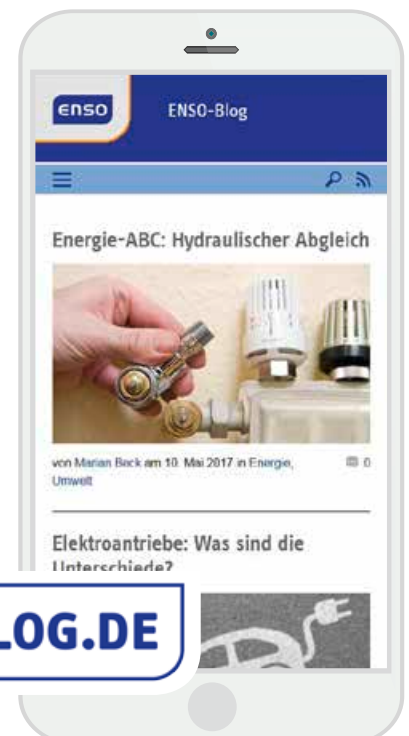 enso
ENSO-Blog
Energie-ABC: Hydraulischer Abgleich
von Marian Beck am 10. Mai 2017 in Energie,
Umwelt
0
Elektroantriebe: Was sind die
Unterschiede?
LOG.DE